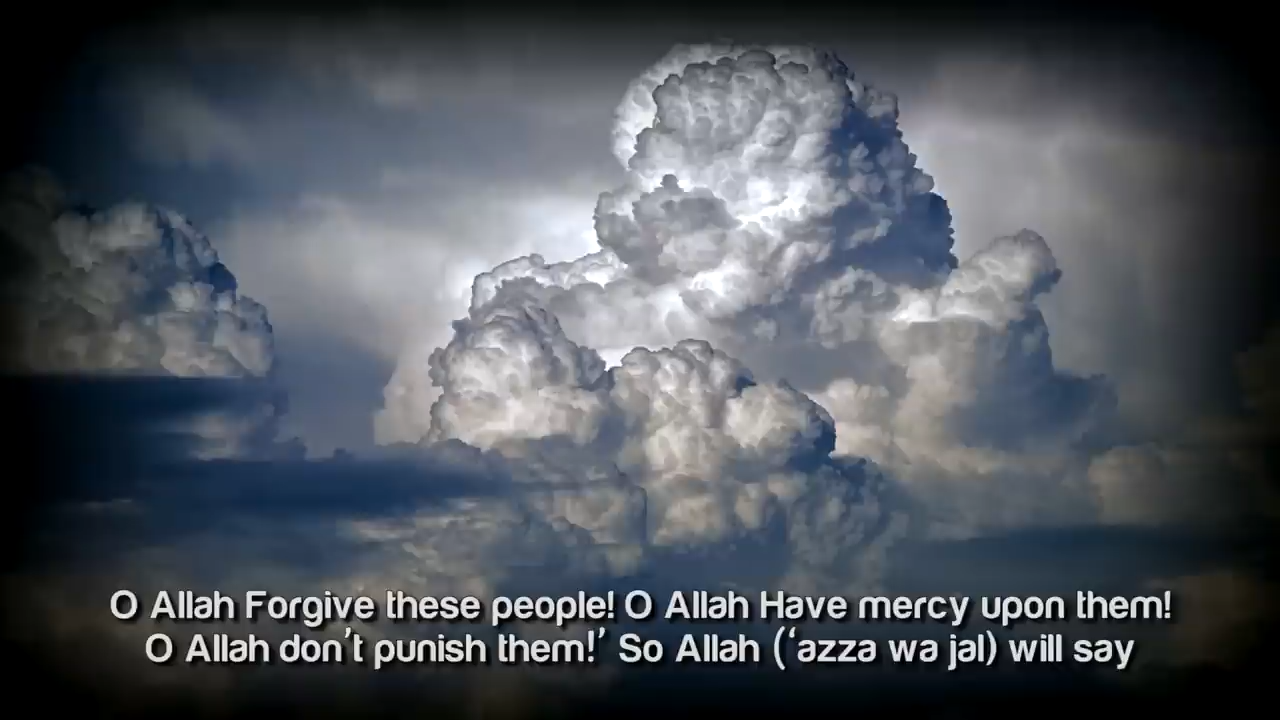 O Allah Forgive these people! O Allah Have mercy upon them!
O Allah don't punish them!' So Allah ('azza wa jal) will say